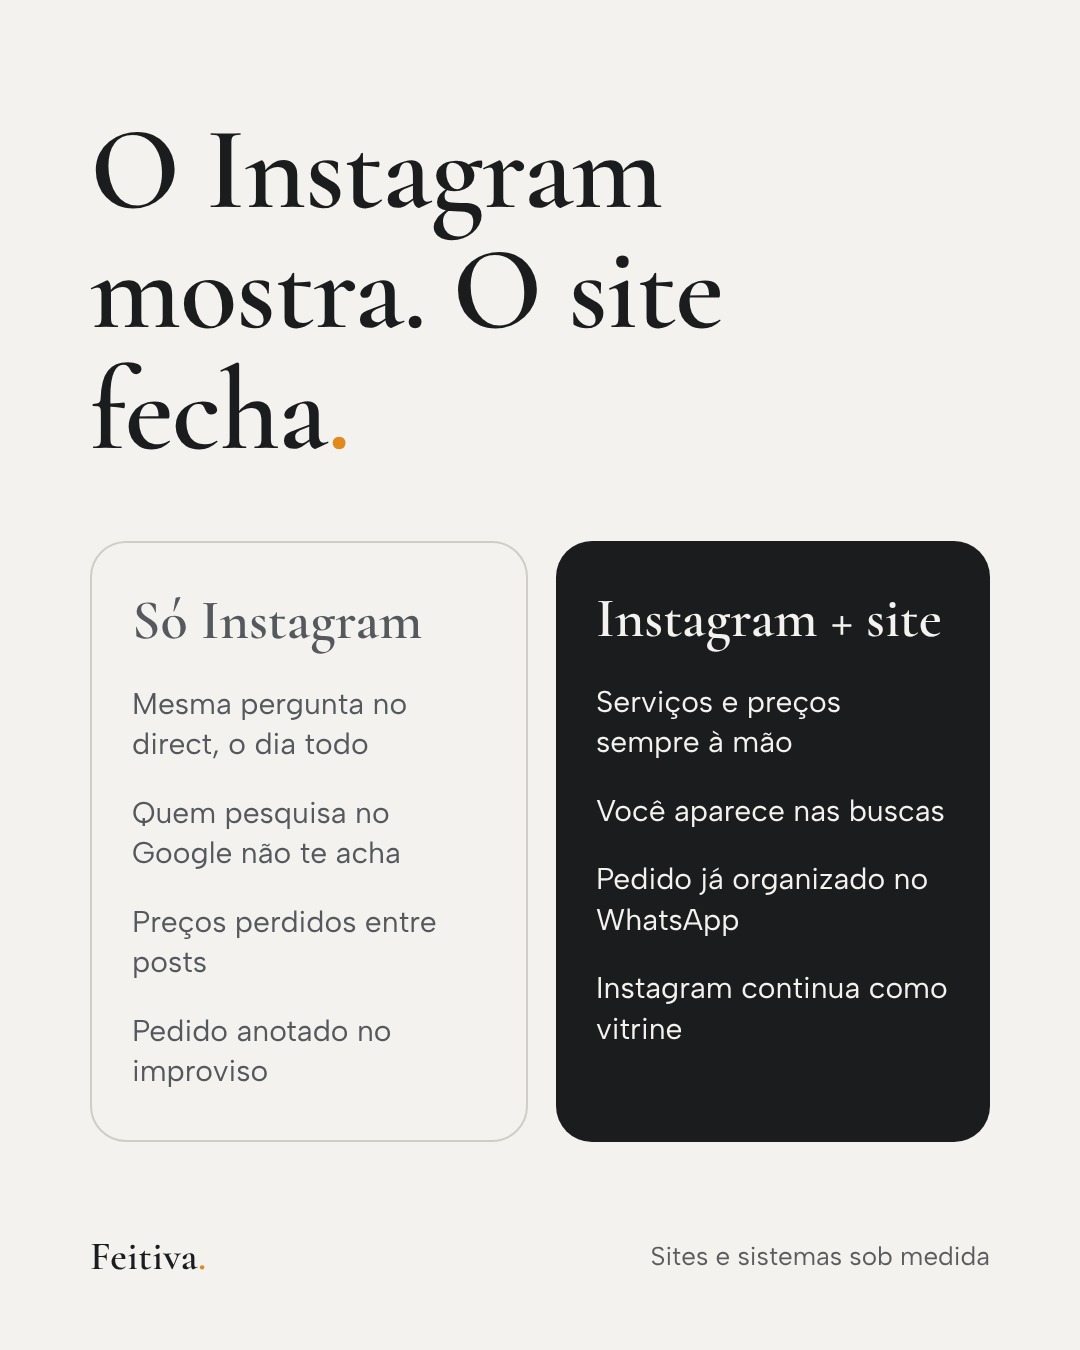 O Instagram
mostra. O site
fecha.
Só Instagram
Mesma pergunta no
direct, o dia todo
Quem pesquisa no
Google não te acha
Preços perdidos entre
posts
Pedido anotado no
improviso
Instagram + site
Serviços e preços
sempre à mão
Você aparece nas buscas
Pedido já organizado no
WhatsApp
Instagram continua como
vitrine
Feitiva.
Sites e sistemas sob medida